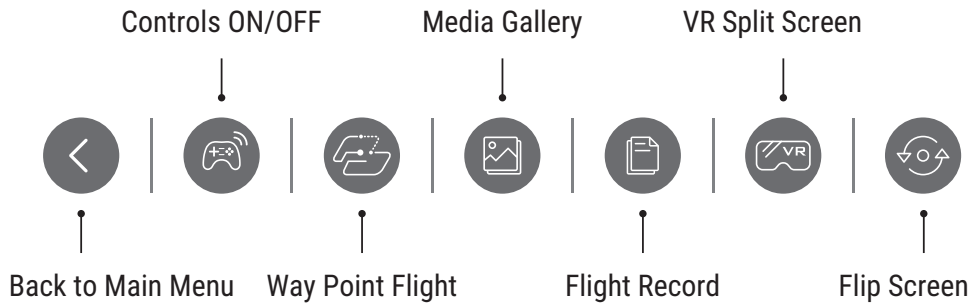 Controls ON/OFF
Media Gallery
VR Split Screen
VR
Back to Main Menu
Way Point Flight
Flight Record
Flip Screen